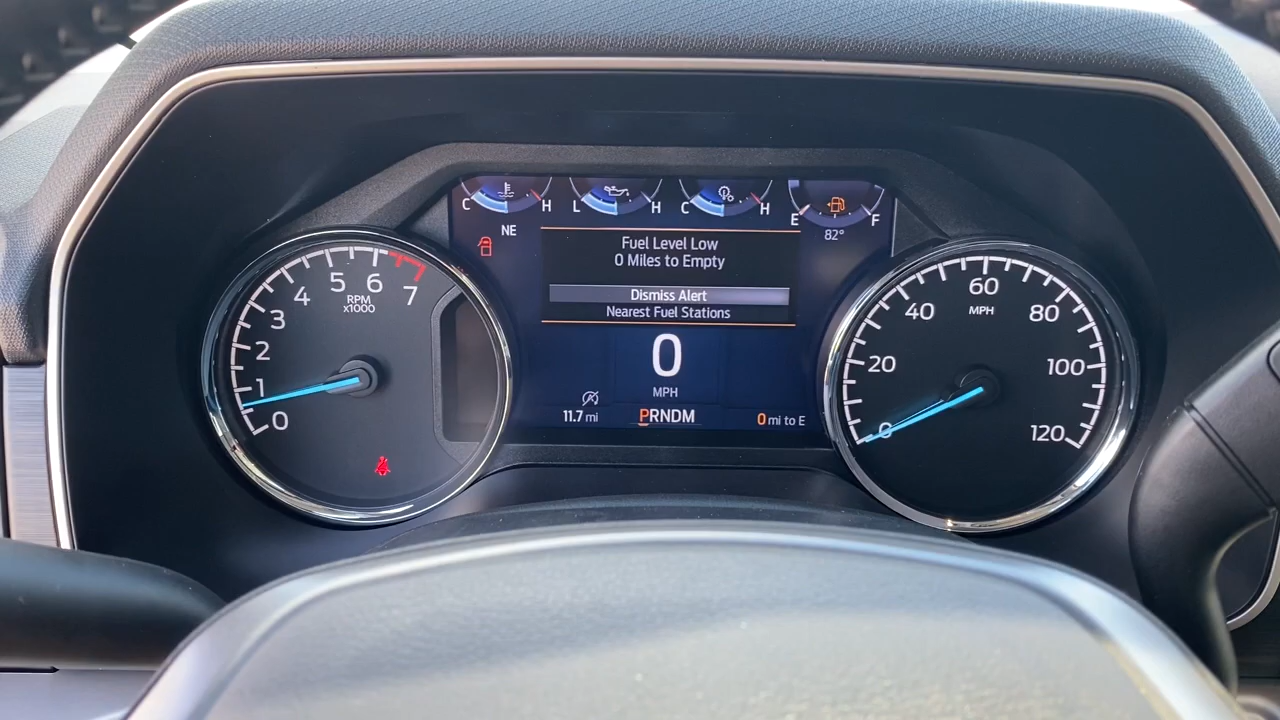 C H L H C H E F
NE
82°
Fuel Level Low
0 Miles to Empty
Dismiss Alert
Nearest Fuel Stations
0
MPH
11.7 mi
PRNDM
0 mi to E
0 1 2 3 4 5 6 7
RPM
x1000
0 20 40 60 80 100 120
MPH